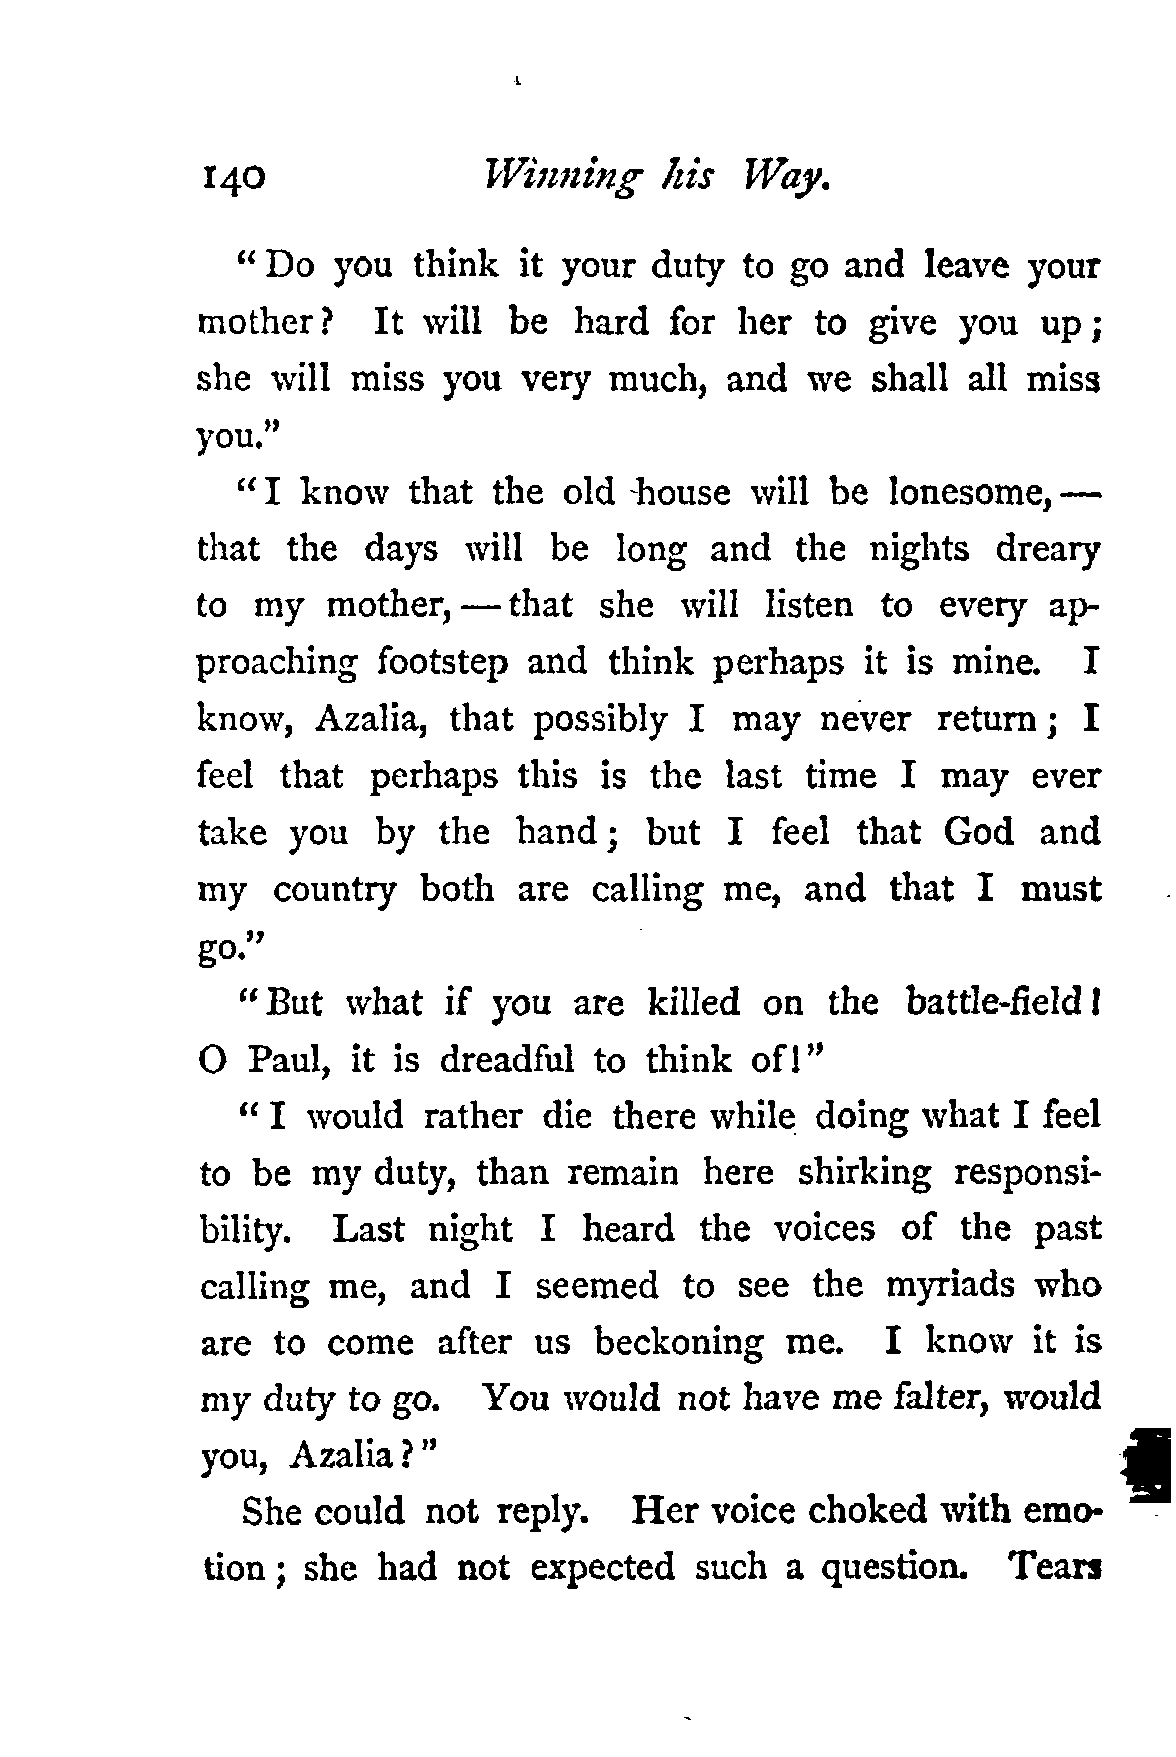 140 Winning his Way.
“Do you think it your duty to go and leave your
mother? It will be hard for her to give you up;
she will miss you very much, and we shall all miss
you.”
“I know that the old house will be lonesome,—
that the days will be long and the nights dreary
to my mother,—that she will listen to every ap-
proaching footstep and think perhaps it is mine. I
know, Azalia, that possibly I may never return; I
feel that perhaps this is the last time I may ever
take you by the hand; but I feel that God and
my country both are calling me, and that I must
go.”
“But what if you are killed on the battle-field!
O Paul, it is dreadful to think of!”
“I would rather die there while doing what I feel
to be my duty, than remain here shirking responsi-
bility. Last night I heard the voices of the past
calling me, and I seemed to see the myriads who
are to come after us beckoning me. I know it is
my duty to go. You would not have me falter, would
you, Azalia?”
She could not reply. Her voice choked with emo-
tion; she had not expected such a question. Tears